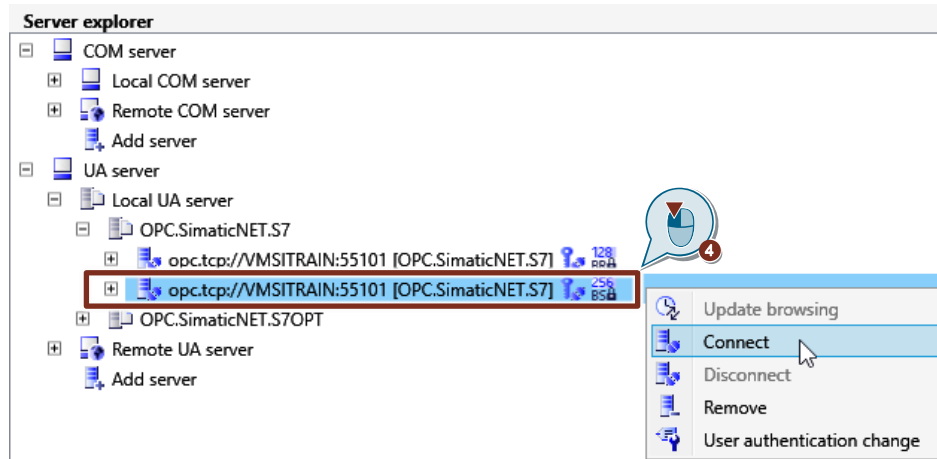 Server explorer
COM server
Local COM server
Remote COM server
Add server
UA server
Local UA server
OPC.SimaticNET.S7
opc.tcp://VMSITRAIN:55101 [OPC.SimaticNET.S7] 128
opc.tcp://VMSITRAIN:55101 [OPC.SimaticNET.S7] 256 BS
OPC.SimaticNET.S7OPT
Remote UA server
Add server
4
Update browsing
Connect
Disconnect
Remove
User authentication change